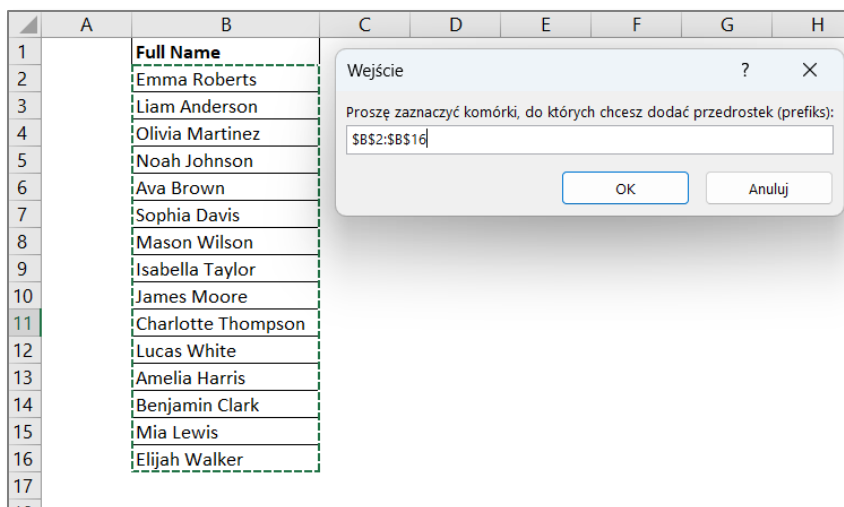 A B C D E F G H
1 Full Name
2 Emma Roberts
3 Liam Anderson
4 Olivia Martinez
5 Noah Johnson
6 Ava Brown
7 Sophia Davis
8 Mason Wilson
9 Isabella Taylor
10 James Moore
11 Charlotte Thompson
12 Lucas White
13 Amelia Harris
14 Benjamin Clark
15 Mia Lewis
16 Elijah Walker
17
Wejście ? ×
Proszę zaznaczyć komórki, do których chcesz dodać przedrostek (prefiks):
$B$2:$B$16
OK Anuluj